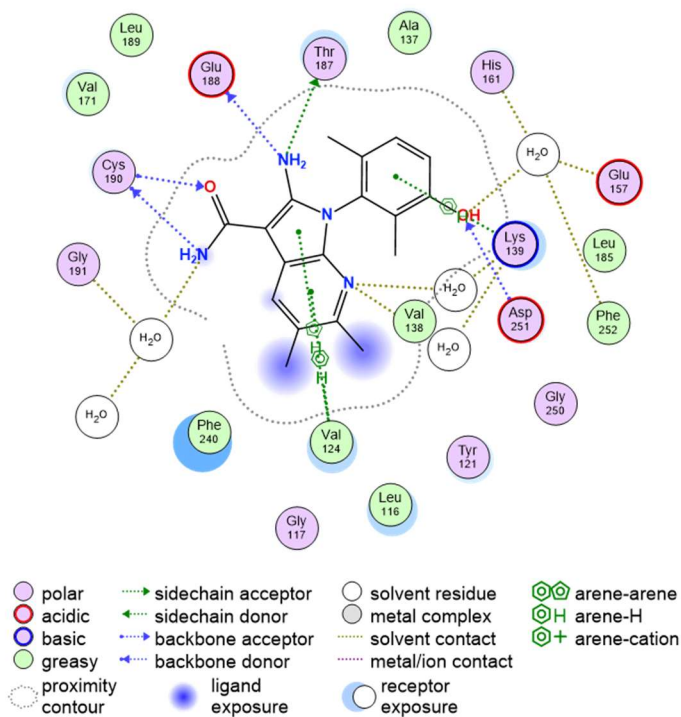 Leu
189
Ala
137
Thr
187
Glu
188
His
161
Val
171
H2O
Cys
190
NH2
Glu
157
O
OH
N
Lys
139
Leu
185
H2N
Gly
191
N
H2O
Val
138
Asp
251
Phe
252
H2O
H
H2O
H
H2O
Gly
250
Phe
240
Val
124
Tyr
121
Leu
116
Gly
117
polar
sidechain acceptor
solvent residue
arene-arene
acidic
sidechain donor
metal complex
H arene-H
basic
backbone acceptor
solvent contact
+ arene-cation
greasy
backbone donor
metal/ion contact
proximity
contour
ligand
exposure
receptor
exposure